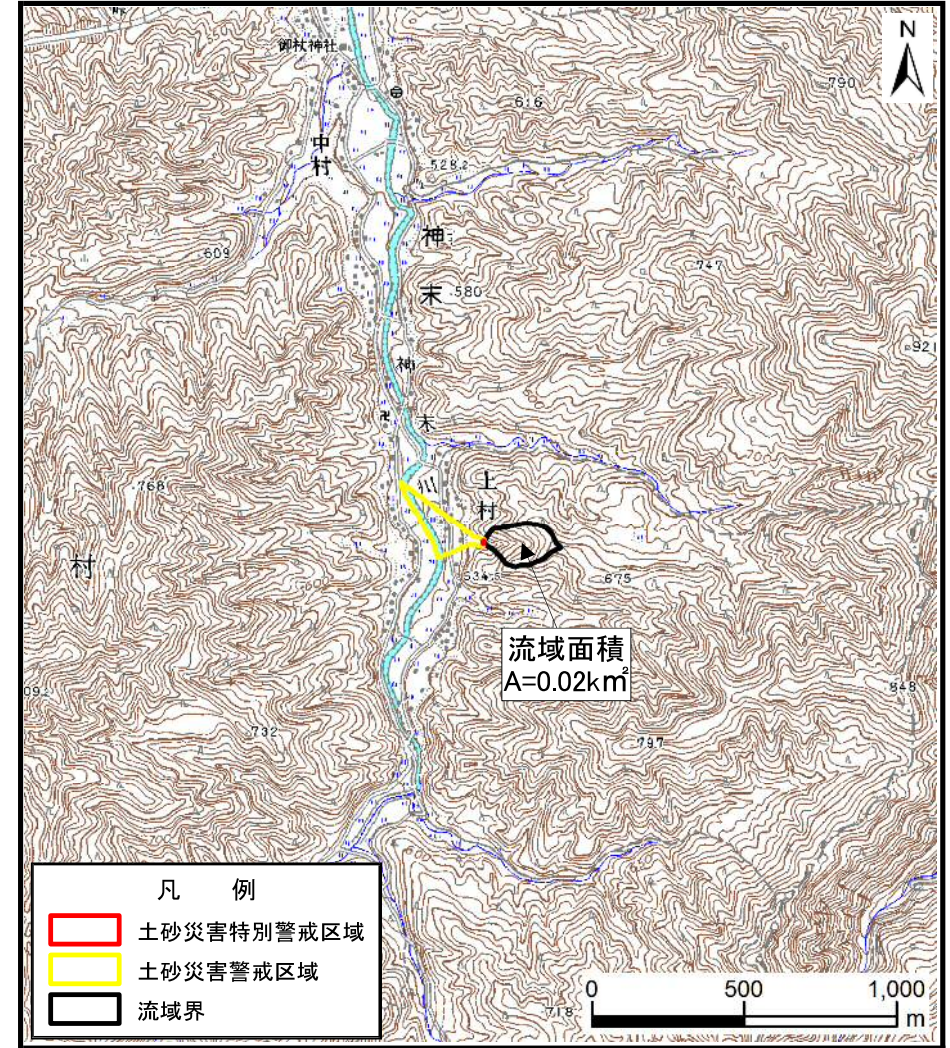 N
御杖神社
790
616
中村
528.2
神
609
747
末
580
921
神
末
川
上村
768
村
534.5
675
流域面積
A=0.02km²
848
732
797
凡 例
土砂災害特別警戒区域
土砂災害警戒区域
流域界
0 500 1,000
m
718